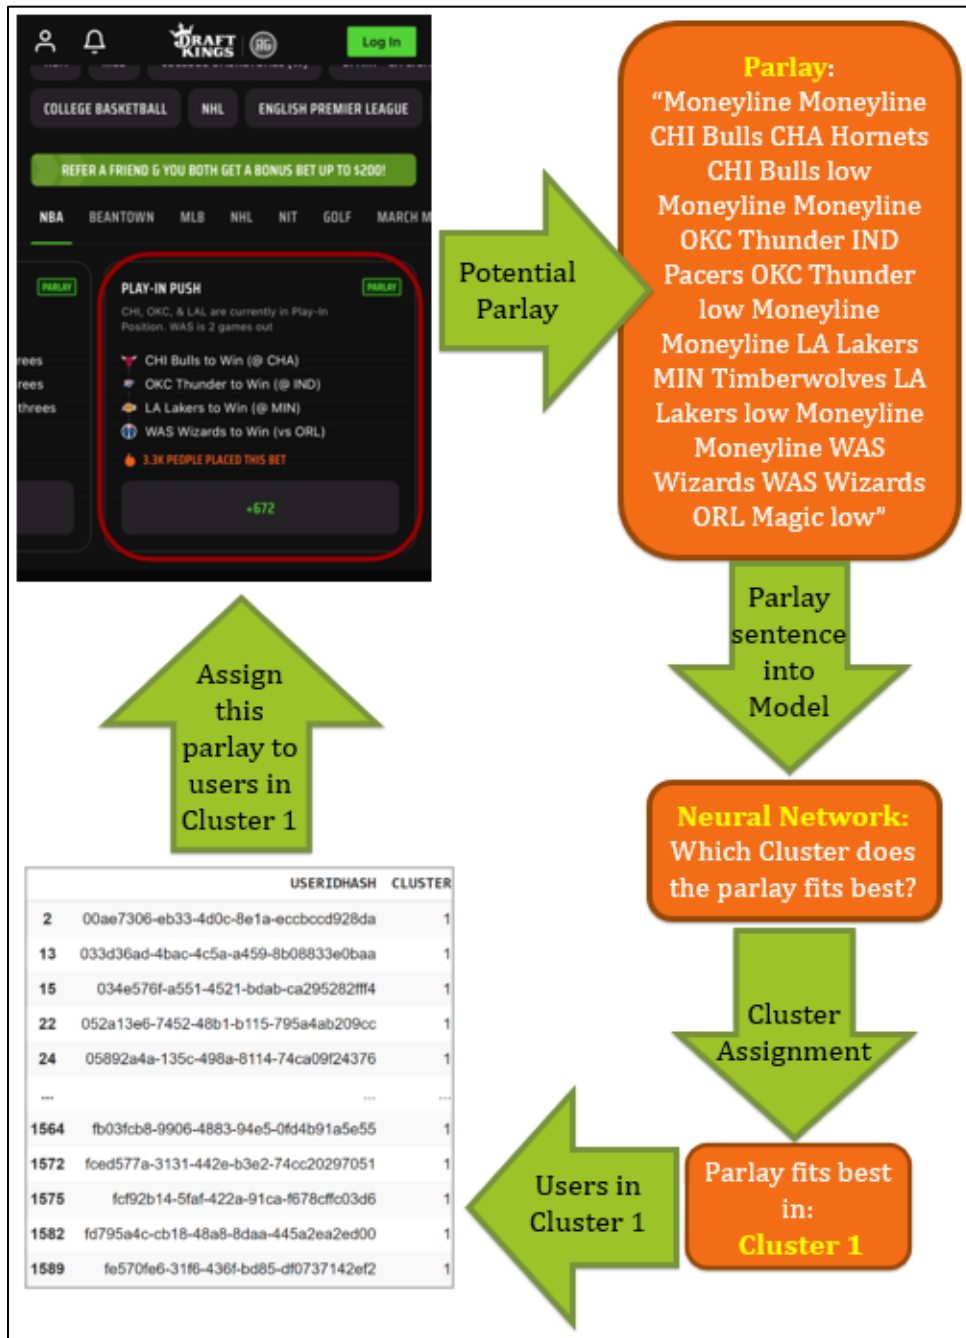 DRAFT
KINGS
RG
Log In
COLLEGE BASKETBALL NHL ENGLISH PREMIER LEAGUE
REFER A FRIEND & YOU BOTH GET A BONUS BET UP TO $200!
NBA BEANTOWN MLB NHL NIT GOLF MARCH M
PARLAY
PLAY-IN PUSH PARLAY
CHI, OKC, & LAL are currently in Play-In
Position. WAS is 2 games out
rees
CHI Bulls to Win (@ CHA)
rees
OKC Thunder to Win (@ IND)
threes
LA Lakers to Win (@ MIN)
WAS Wizards to Win (vs ORL)
3.3K PEOPLE PLACED THIS BET
+672
Potential
Parlay
Parlay:
“Moneyline Moneyline
CHI Bulls CHA Hornets
CHI Bulls low
Moneyline Moneyline
OKC Thunder IND
Pacers OKC Thunder
low Moneyline
Moneyline LA Lakers
MIN Timberwolves LA
Lakers low Moneyline
Moneyline WAS
Wizards WAS Wizards
ORL Magic low”
Parlay
sentence
into
Model
Neural Network:
Which Cluster does
the parlay fits best?
Cluster
Assignment
Parlay fits best
in:
Cluster 1
Users in
Cluster 1
USERIDHASH CLUSTER
2 00ae7306-eb33-4d0c-8e1a-eccbccd928da 1
13 033d36ad-4bac-4c5a-a459-8b08833e0baa 1
15 034e576f-a551-4521-bdab-ca295282fff4 1
22 052a13e6-7452-48b1-b115-795a4ab209cc 1
24 05892a4a-135c-498a-8114-74ca09f24376 1
... ... ...
1564 fb03fcb8-9906-4883-94e5-0fd4b91a5e55 1
1572 fced577a-3131-442e-b3e2-74cc20297051 1
1575 fcf92b14-5faf-422a-91ca-f678cffc03d6 1
1582 fd795a4c-cb18-48a8-8daa-445a2ea2ed00 1
1589 fe570fe6-31f6-436f-bd85-df0737142ef2 1
Assign
this
parlay to
users in
Cluster 1